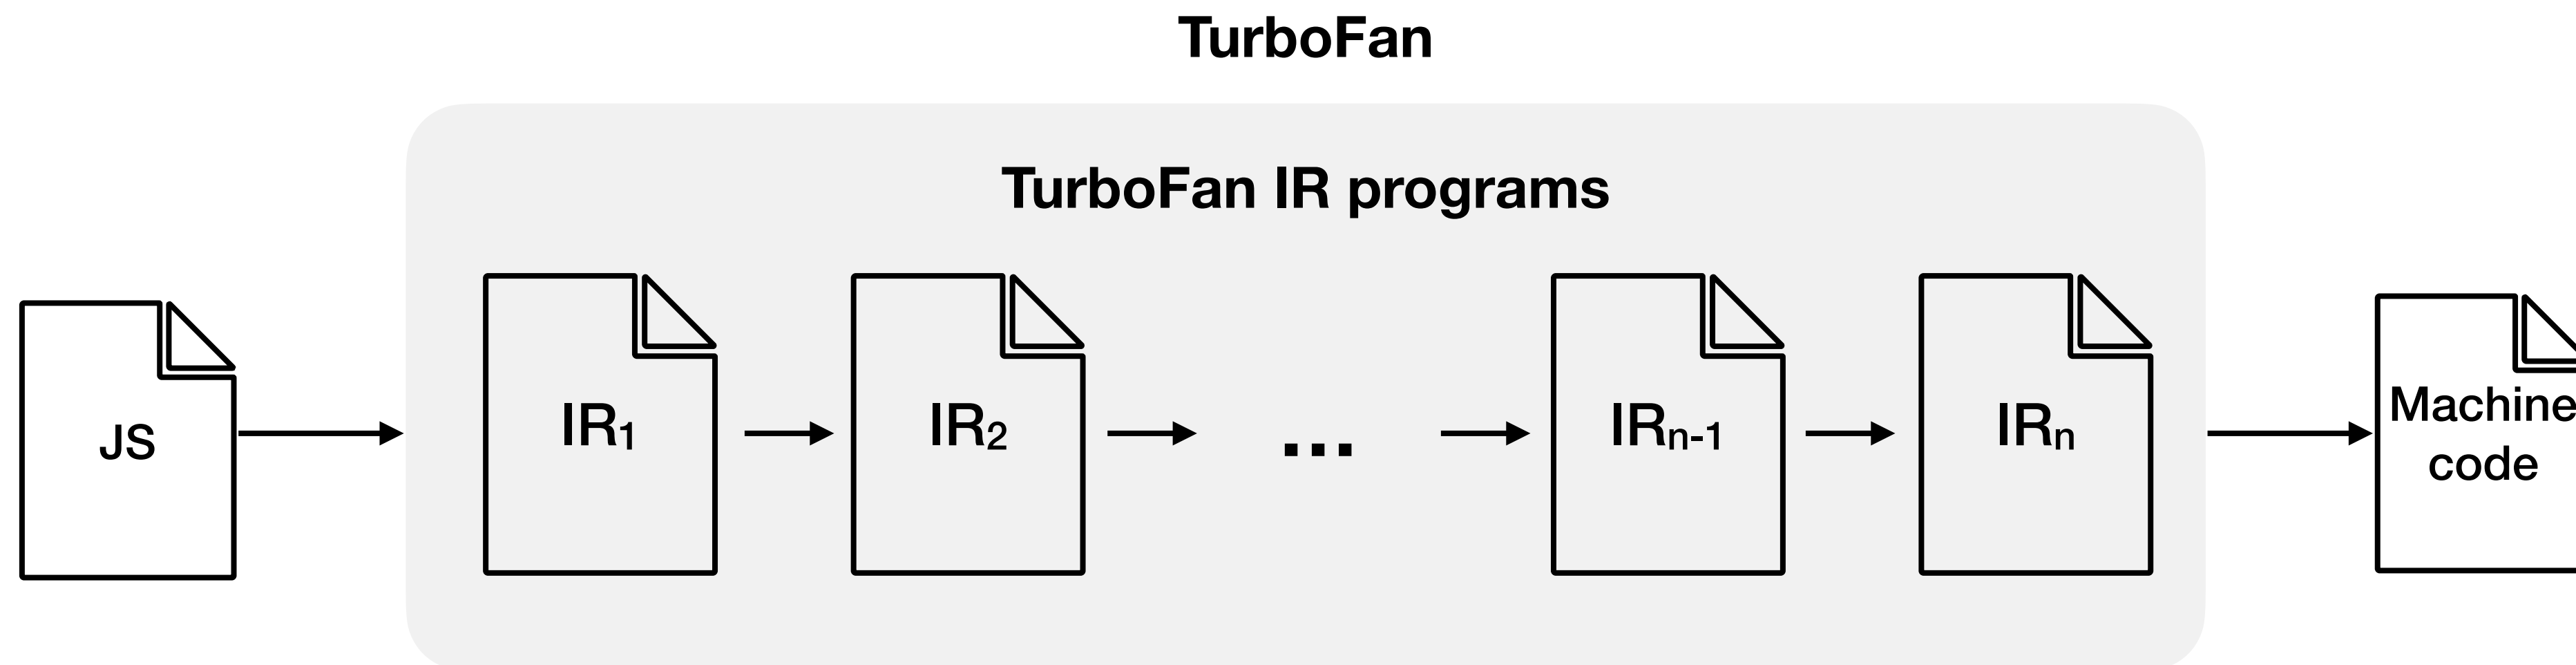 TurboFan
TurboFan IR programs
JS
IR₁
IR₂
...
IRₙ₋₁
IRₙ
Machine
code